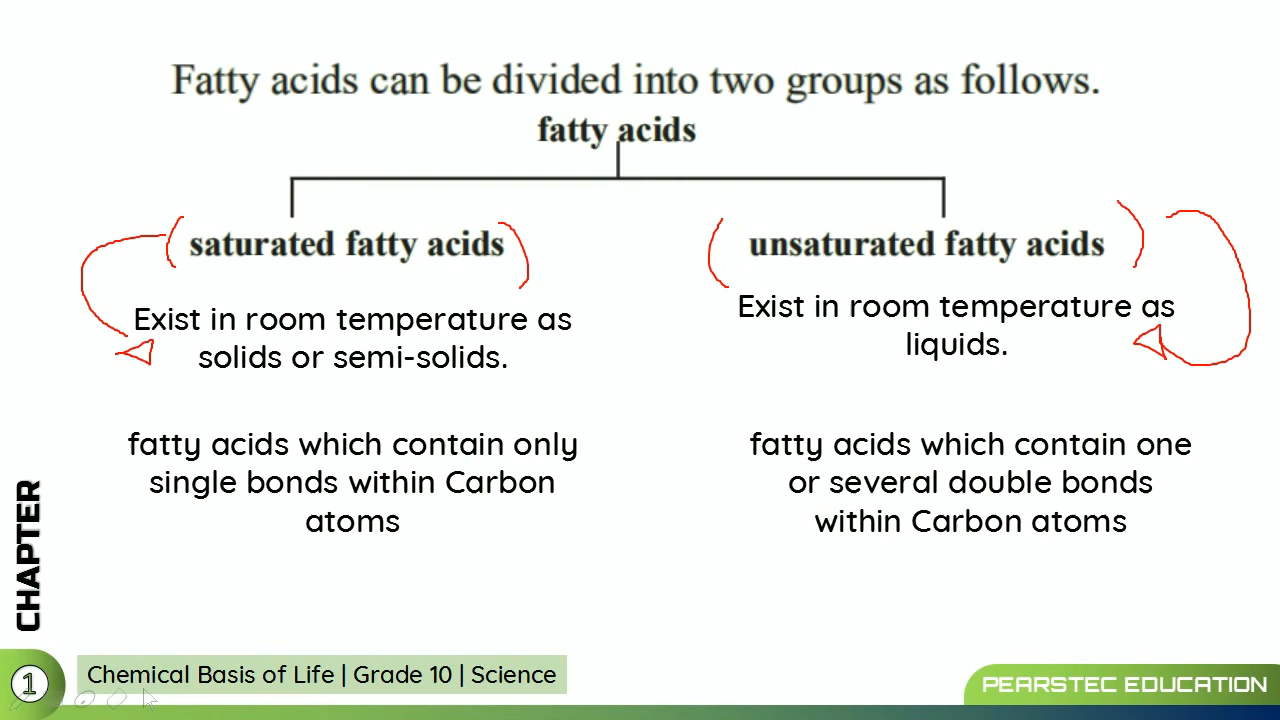 Fatty acids can be divided into two groups as follows.
fatty acids
saturated fatty acids
Exist in room temperature as
solids or semi-solids.
fatty acids which contain only
single bonds within Carbon
atoms
unsaturated fatty acids
Exist in room temperature as
liquids.
fatty acids which contain one
or several double bonds
within Carbon atoms
CHAPTER
1
Chemical Basis of Life | Grade 10 | Science
PEARSTEC EDUCATION